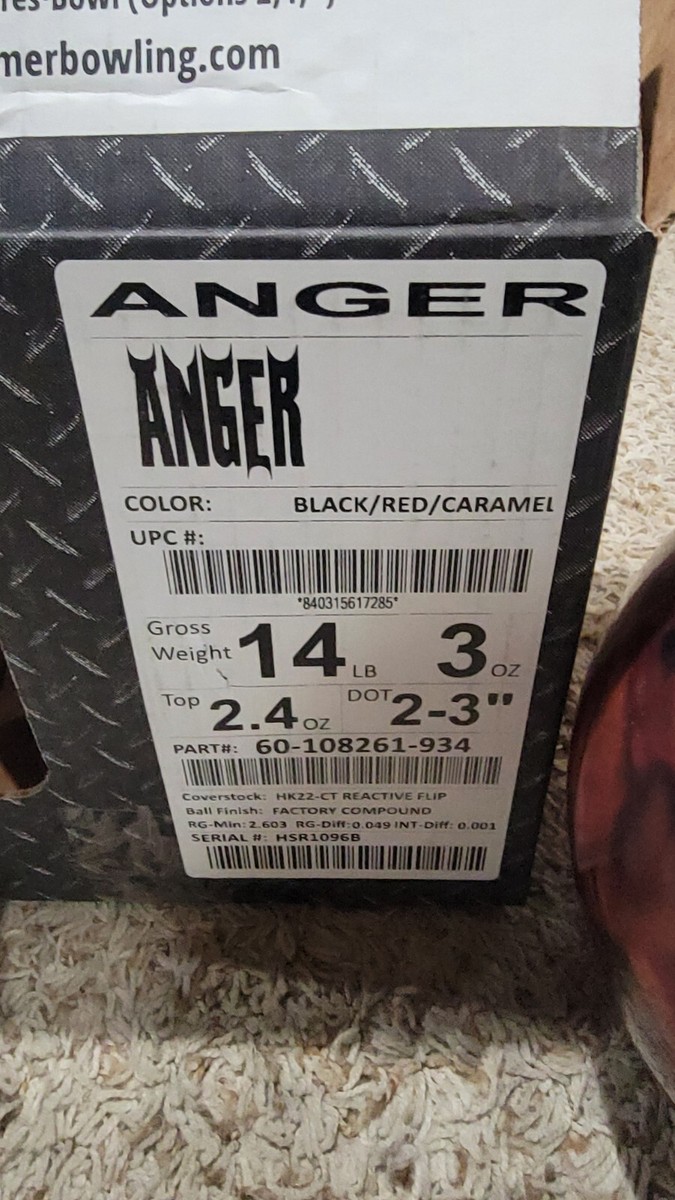 merbowling.com
ANGER
ANGER
COLOR: BLACK/RED/CARAMEL
UPC #:
*840315617285*
Gross Weight 14 LB 3 OZ
Top 2.4 OZ DOT 2-3"
PART#: 60-108261-934
Coverstock: HK22-CT REACTIVE FLIP
Ball Finish: FACTORY COMPOUND
RG-Min: 2.603 RG-Diff: 0.049 INT-Diff: 0.001
SERIAL #: HSR1096B